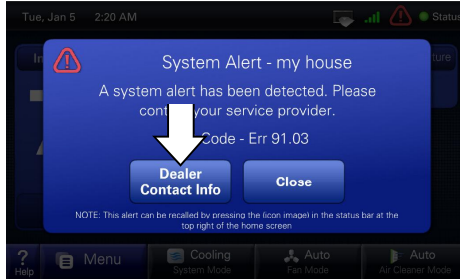 Tue, Jan 5 2:20 AM Status
System Alert - my house
A system alert has been detected. Please
your service provider.
Code - Err 91.03
Dealer
Contact Info
Close
NOTE: This alert can be recalled by pressing the (icon image) in the status bar at the
top right of the home screen
?
Help
Menu
Cooling
System Mode
Auto
Fan Mode
Auto
Air Cleaner Mode